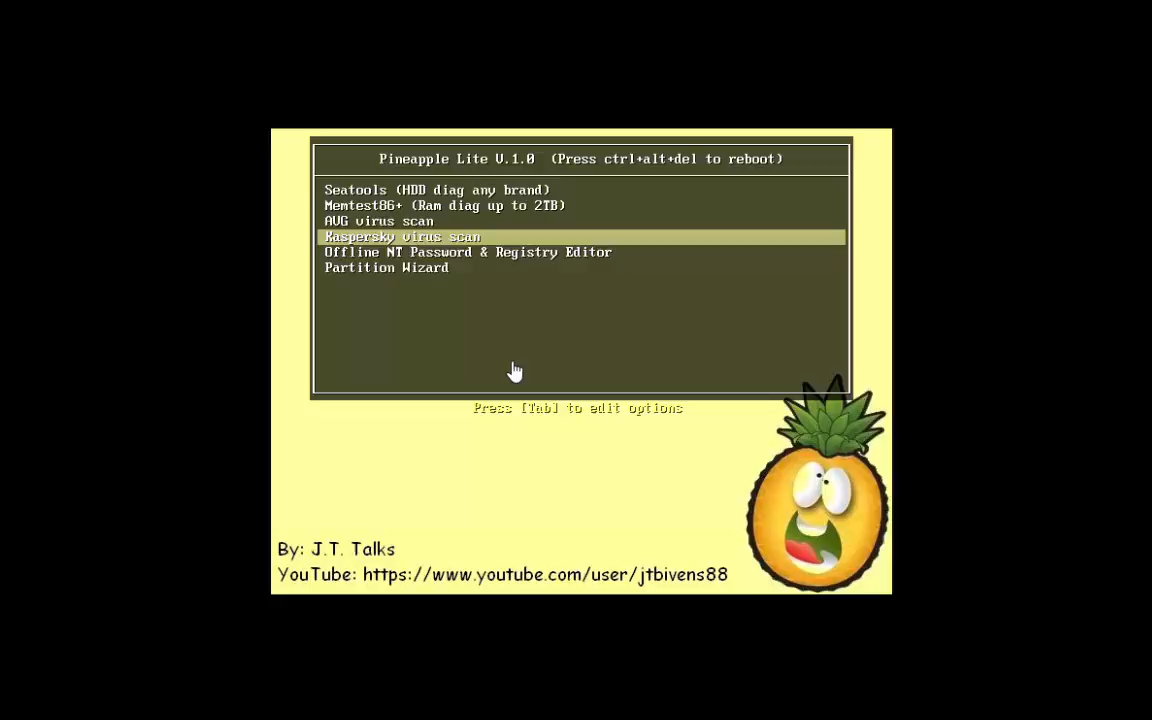 Pineapple Lite V.1.0 (Press ctrl+alt+del to reboot)
Seatools (HDD diag any brand)
Memtest86+ (Ram diag up to 2TB)
AVG virus scan
Kaspersky virus scan
Offline NT Password & Registry Editor
Partition Wizard
Press [Tab] to edit options
By: J.T. Talks
YouTube: https://www.youtube.com/user/jtbivens88